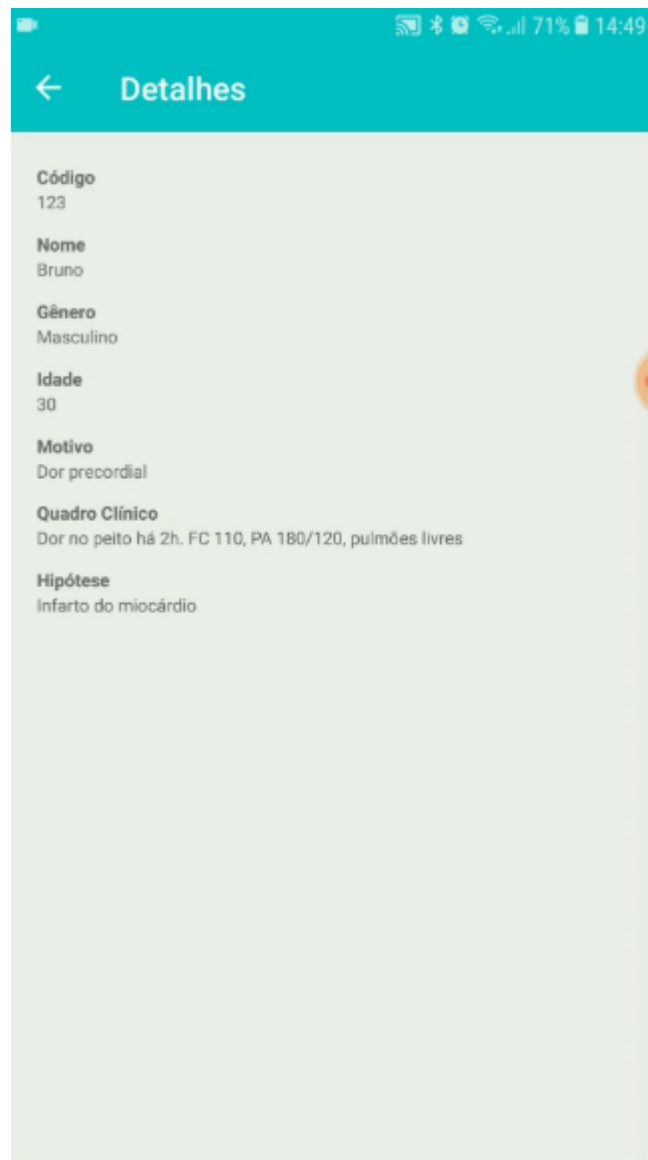 71% 14:49
Detalhes
Código
123
Nome
Bruno
Gênero
Masculino
Idade
30
Motivo
Dor precordial
Quadro Clínico
Dor no peito há 2h. FC 110, PA 180/120, pulmões livres
Hipótese
Infarto do miocárdio